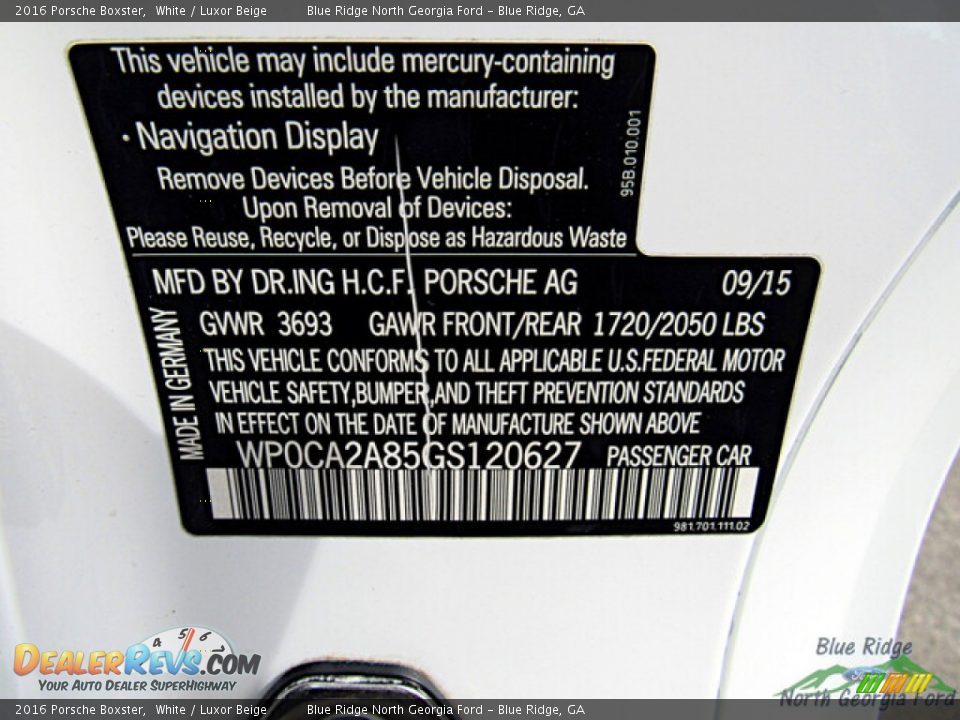 2016 Porsche Boxster, White / Luxor Beige Blue Ridge North Georgia Ford - Blue Ridge, GA
This vehicle may include mercury-containing
devices installed by the manufacturer:
· Navigation Display
Remove Devices Before Vehicle Disposal.
Upon Removal of Devices:
Please Reuse, Recycle, or Dispose as Hazardous Waste
95B.010.001
MFD BY DR.ING H.C.F. PORSCHE AG 09/15
GVWR 3693 GAWR FRONT/REAR 1720/2050 LBS
THIS VEHICLE CONFORMS TO ALL APPLICABLE U.S.FEDERAL MOTOR
VEHICLE SAFETY,BUMPER,AND THEFT PREVENTION STANDARDS
IN EFFECT ON THE DATE OF MANUFACTURE SHOWN ABOVE
MADE IN GERMANY
WP0CA2A85GS120627 PASSENGER CAR
981.701.111.02
4 5 6
DEALERREVS.COM
YOUR AUTO DEALER SUPERHIGHWAY
Blue Ridge
North Georgia Ford
2016 Porsche Boxster, White / Luxor Beige Blue Ridge North Georgia Ford - Blue Ridge, GA